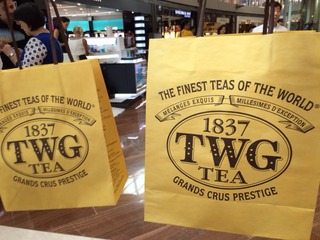 THE FINEST TEAS OF THE WORLD®
1837
TWG
TEA
GRANDS CRUS PRESTIGE
THE FINEST TEAS OF THE WORLD®
MÉLANGES EXQUIS MILLÉSIMES D'EXCEPTION
1837
TWG
TEA
GRANDS CRUS PRESTIGE